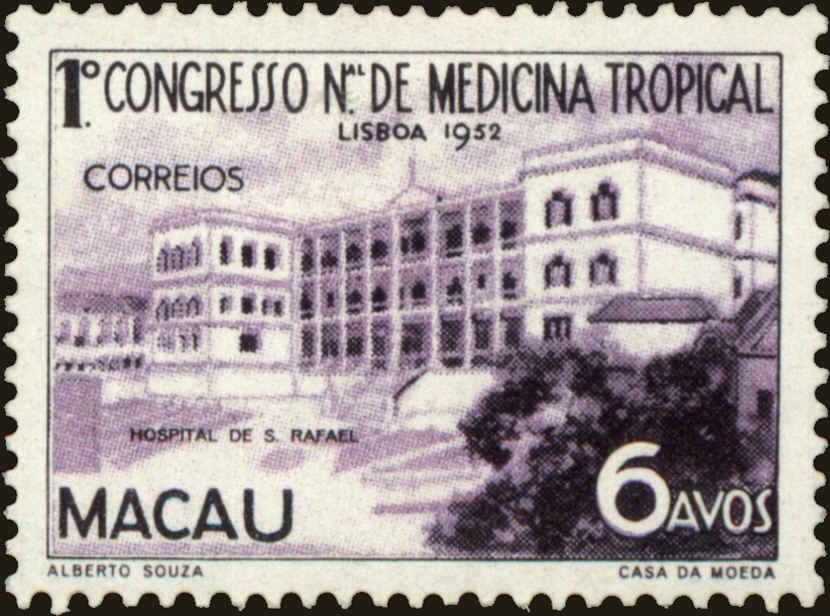 1º. CONGRESSO Nᴬᴸ. DE MEDICINA TROPICAL
LISBOA 1952
CORREIOS
HOSPITAL DE S. RAFAEL
MACAU
6 AVOS
ALBERTO SOUZA
CASA DA MOEDA